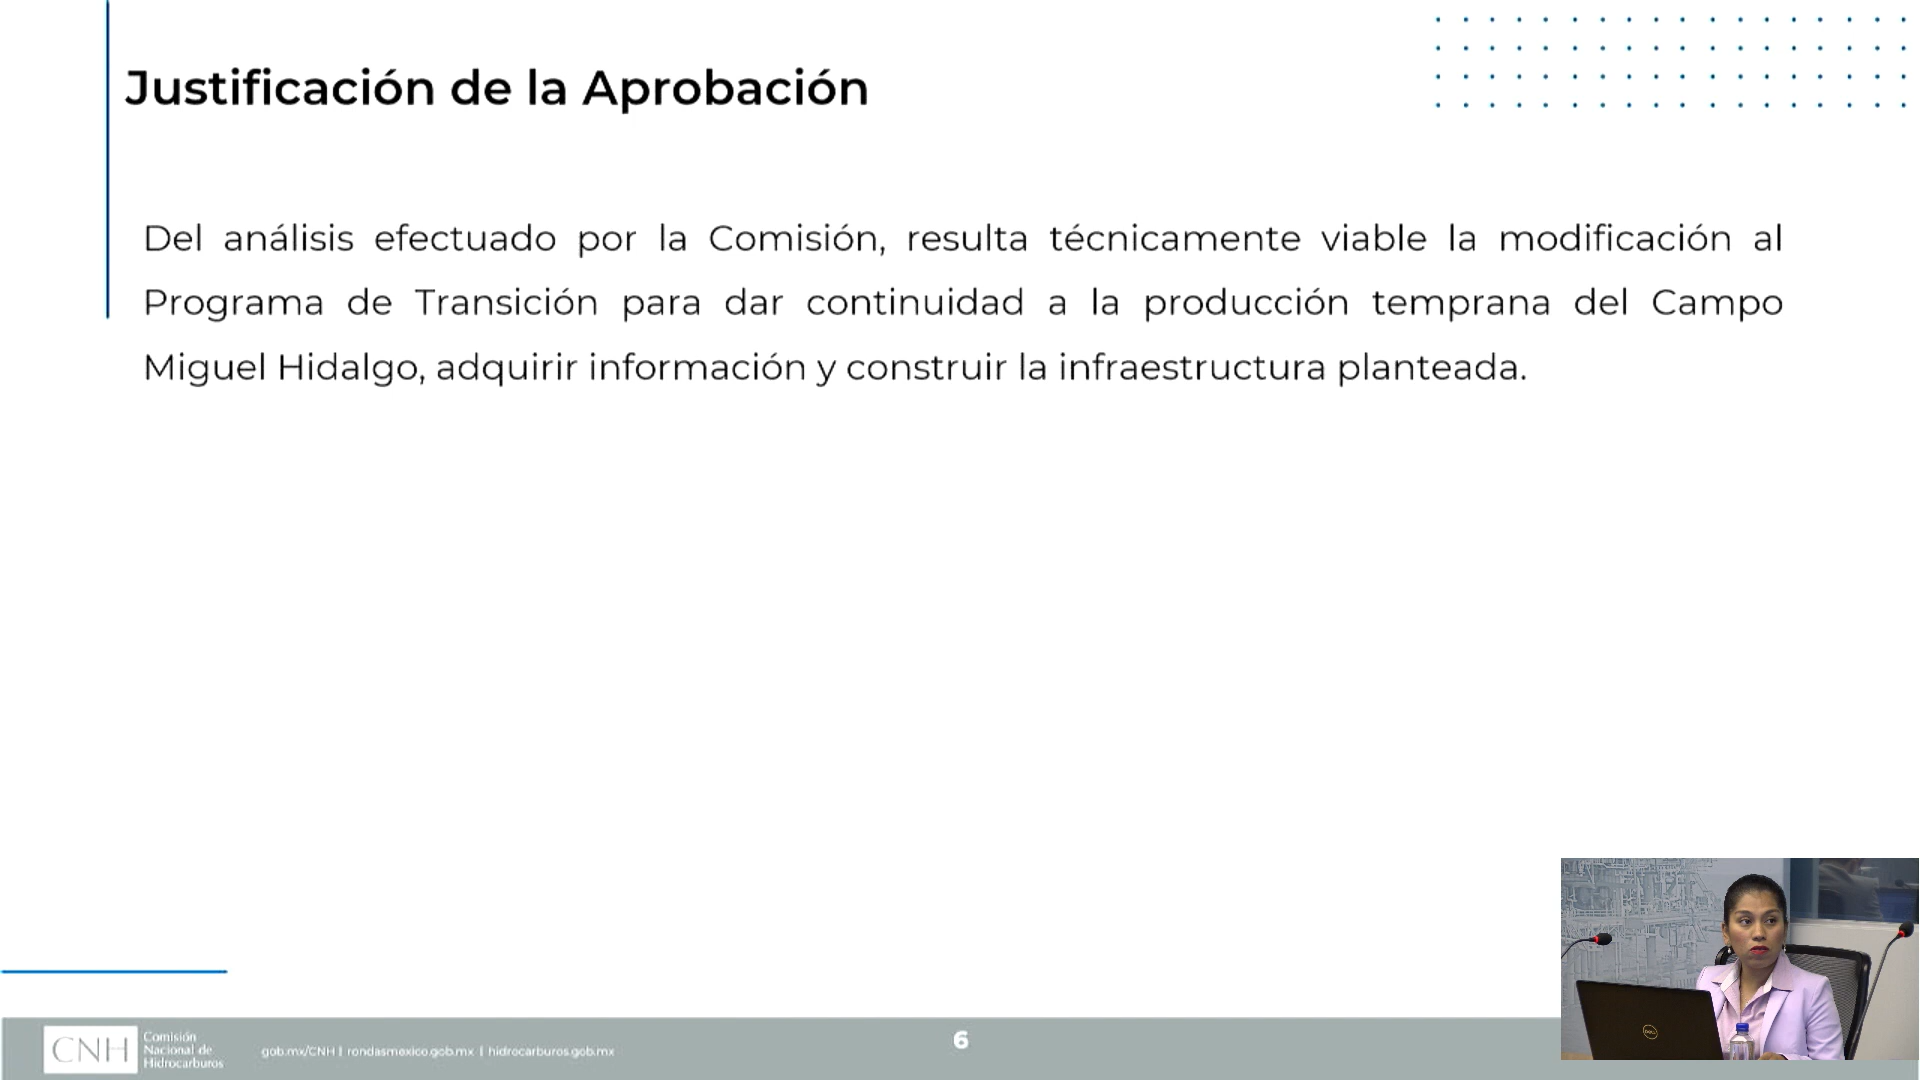 Justificación de la Aprobación
Del análisis efectuado por la Comisión, resulta técnicamente viable la modificación al
Programa de Transición para dar continuidad a la producción temprana del Campo
Miguel Hidalgo, adquirir información y construir la infraestructura planteada.
CNH
Comisión
Nacional de
Hidrocarburos
gob.mx/CNH | rondasmexico.gob.mx | hidrocarburos.gob.mx
6
DELL